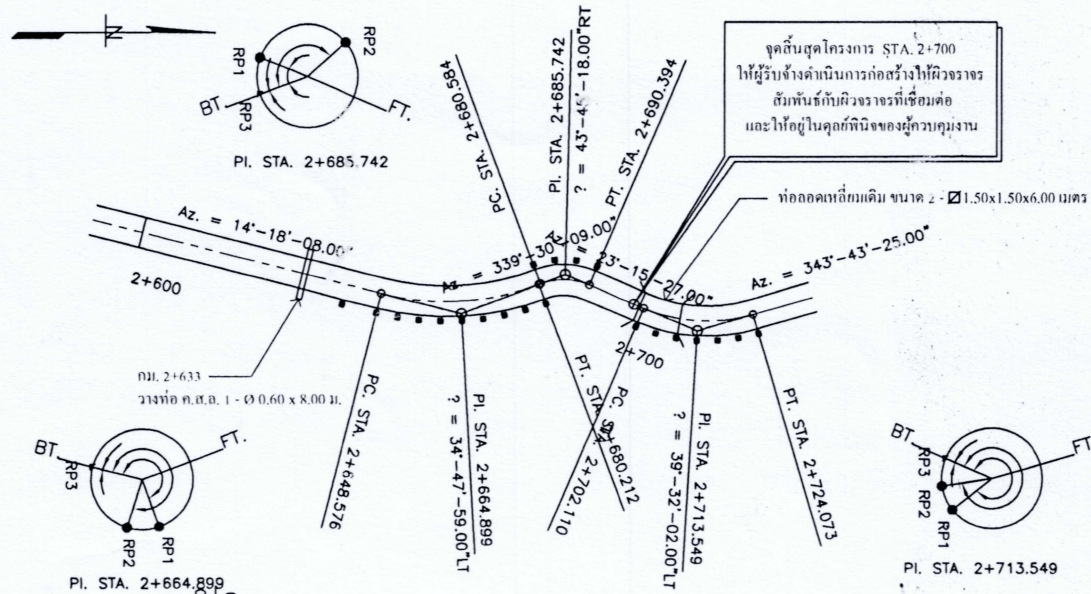 N
RP1
RP2
BT.
RP3
FT.
PI. STA. 2+685.742
PC. STA. 2+680.584
PI. STA. 2+685.742
? = 43°-45'-18.00"RT
PT. STA. 2+690.394
จุดสิ้นสุดโครงการ STA. 2+700
ให้ผู้รับจ้างดำเนินการก่อสร้างให้ผิวจราจร
สัมพันธ์กับผิวจราจรที่เชื่อมต่อ
และให้อยู่ในดุลย์พินิจของผู้ควบคุมงาน
ท่อลอดเหลี่ยมเดิม ขนาด 2 - 1.50x1.50x6.00 เมตร
Az. = 14°-18'-08.00"
Az. = 339°-30'-09.00"
23°-15'-27.00"
Az. = 343°-43'-25.00"
2+600
2+700
กม. 2+633
วางท่อ ค.ส.ล. 1 - Ø 0.60 x 8.00 ม.
PC. STA. 2+648.576
PI. STA. 2+664.899
? = 34°-47'-59.00"LT
PT. STA. 2+680.212
PC. STA. 2+702.110
PI. STA. 2+713.549
? = 39°-32'-02.00"LT
PT. STA. 2+724.073
BT.
RP3
FT.
RP2
RP1
PI. STA. 2+664.899
BT.
RP3
FT.
RP2
RP1
PI. STA. 2+713.549